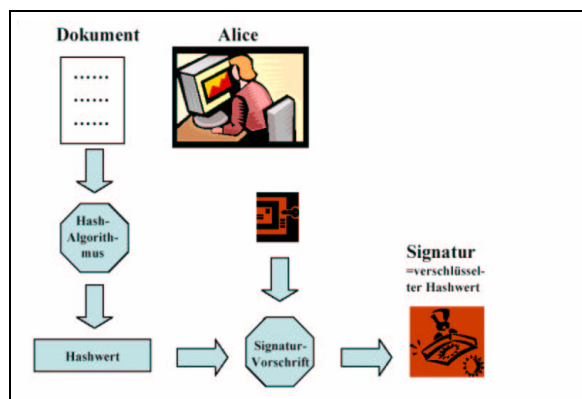 Dokument
Alice
......
......
......
Hash-
Algorith-
mus
Signatur
=verschlüssel-
ter Hashwert
Hashwert
Signatur-
Vorschrift